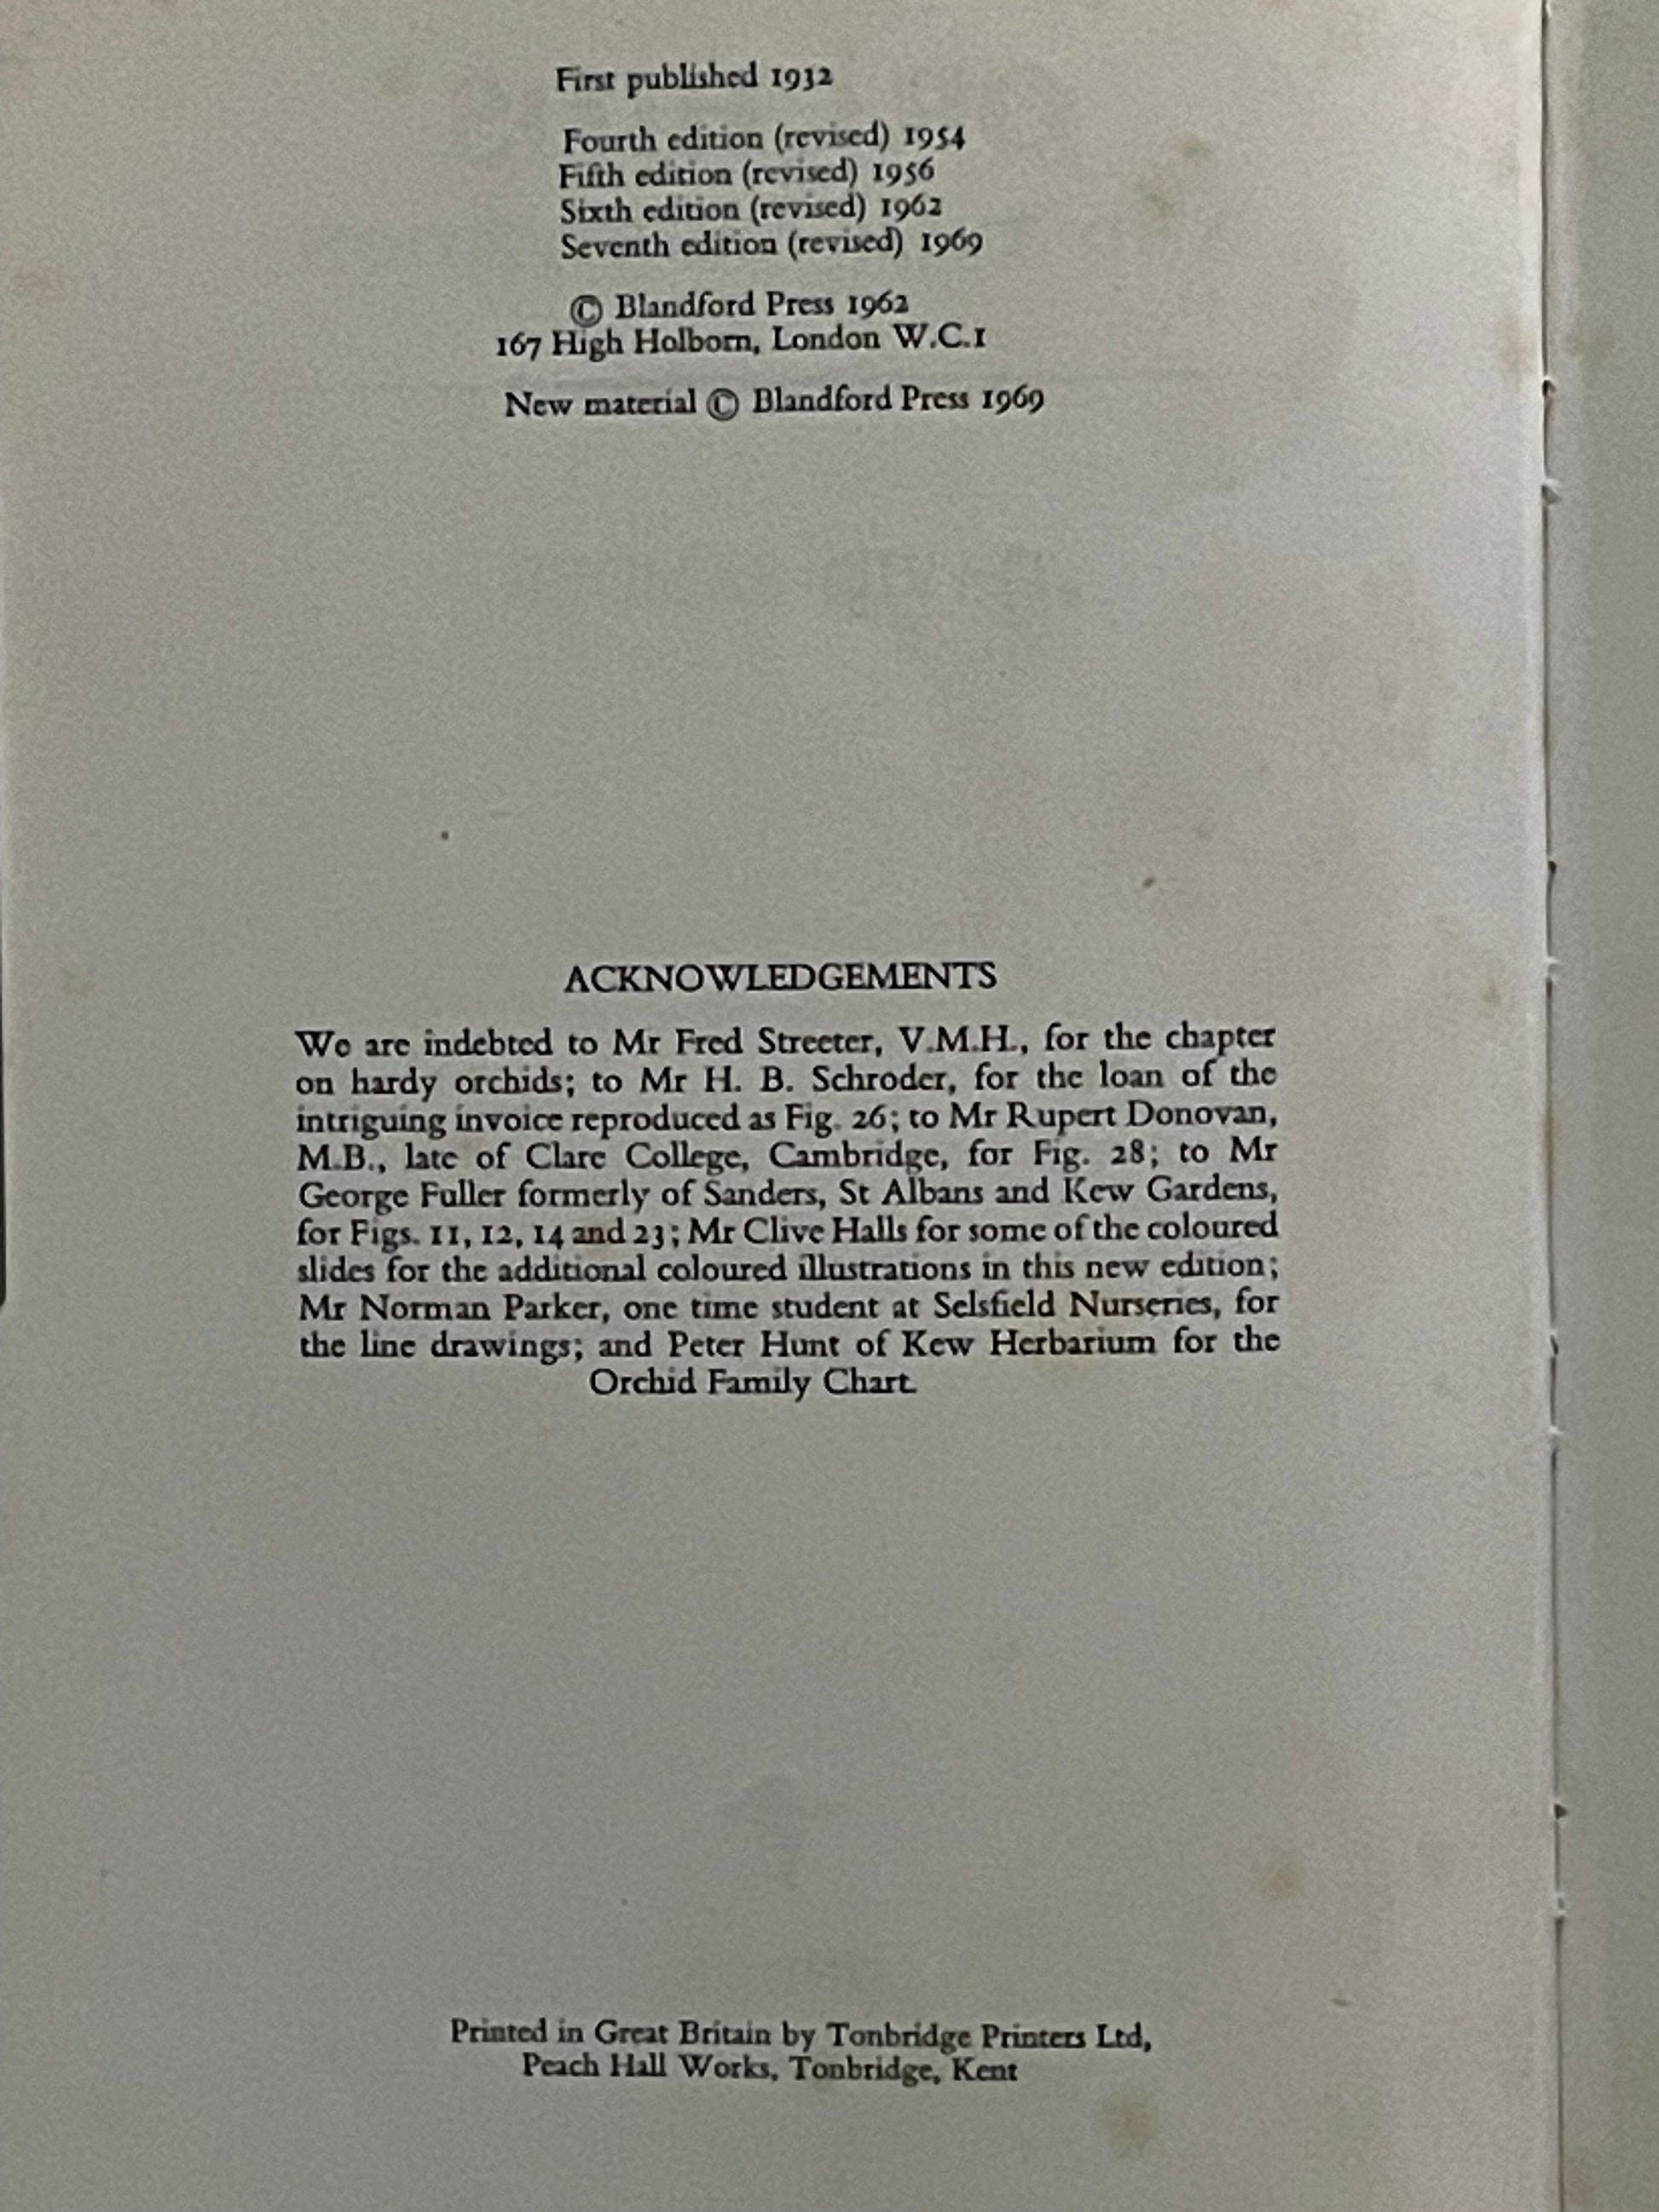 First published 1932
Fourth edition (revised) 1954
Fifth edition (revised) 1956
Sixth edition (revised) 1962
Seventh edition (revised) 1969
© Blandford Press 1962
167 High Holborn, London W.C.1
New material © Blandford Press 1969
ACKNOWLEDGEMENTS
We are indebted to Mr Fred Streeter, V.M.H., for the chapter
on hardy orchids; to Mr H. B. Schroder, for the loan of the
intriguing invoice reproduced as Fig. 26; to Mr Rupert Donovan,
M.B., late of Clare College, Cambridge, for Fig. 28; to Mr
George Fuller formerly of Sanders, St Albans and Kew Gardens,
for Figs. 11, 12, 14 and 23; Mr Clive Halls for some of the coloured
slides for the additional coloured illustrations in this new edition;
Mr Norman Parker, one time student at Selsfield Nurseries, for
the line drawings; and Peter Hunt of Kew Herbarium for the
Orchid Family Chart.
Printed in Great Britain by Tonbridge Printers Ltd,
Peach Hall Works, Tonbridge, Kent